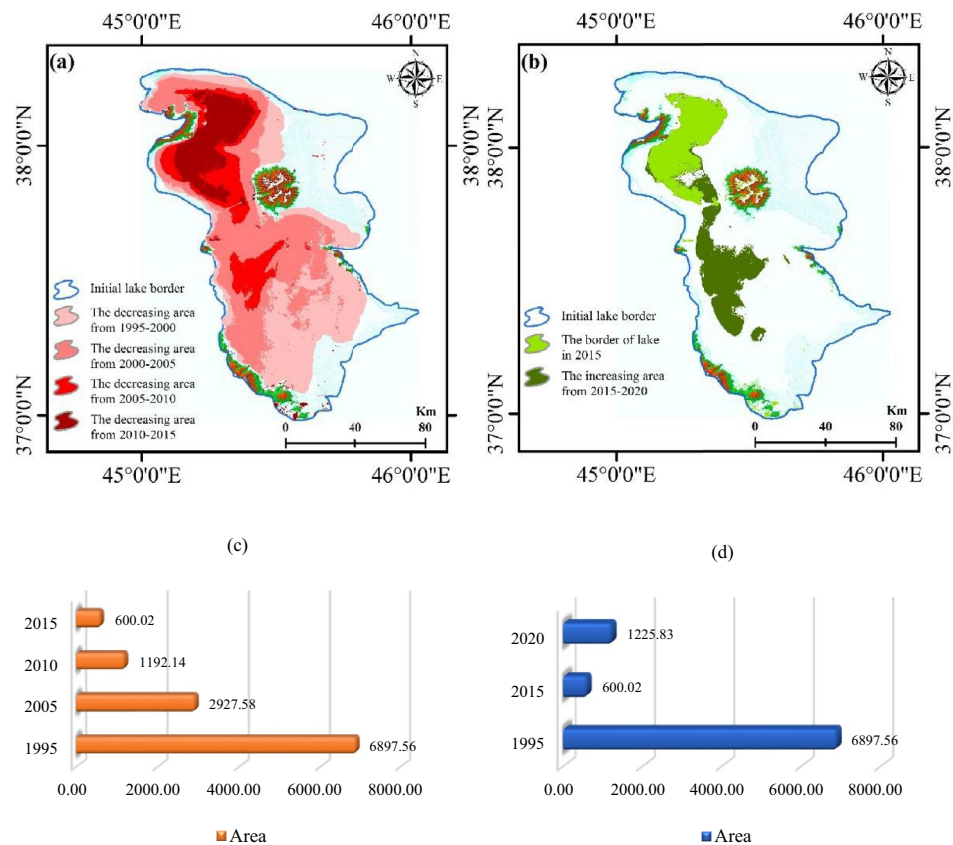 45°0'0"E
46°0'0"E
45°0'0"E
46°0'0"E
(a)
N
W
E
S
38°0'0"N
37°0'0"N
Initial lake border
The decreasing area
from 1995-2000
The decreasing area
from 2000-2005
The decreasing area
from 2005-2010
The decreasing area
from 2010-2015
Km
0
40
80
45°0'0"E
46°0'0"E
(b)
N
W
E
S
38°0'0"N
38°0'0"N
37°0'0"N
37°0'0"N
Initial lake border
The border of lake
in 2015
The increasing area
from 2015-2020
Km
0
40
80
45°0'0"E
46°0'0"E
(c)
2015
600.02
2010
1192.14
2005
2927.58
1995
6897.56
0.00
2000.00
4000.00
6000.00
8000.00
Area
(d)
2020
1225.83
2015
600.02
1995
6897.56
0.00
2000.00
4000.00
6000.00
8000.00
Area